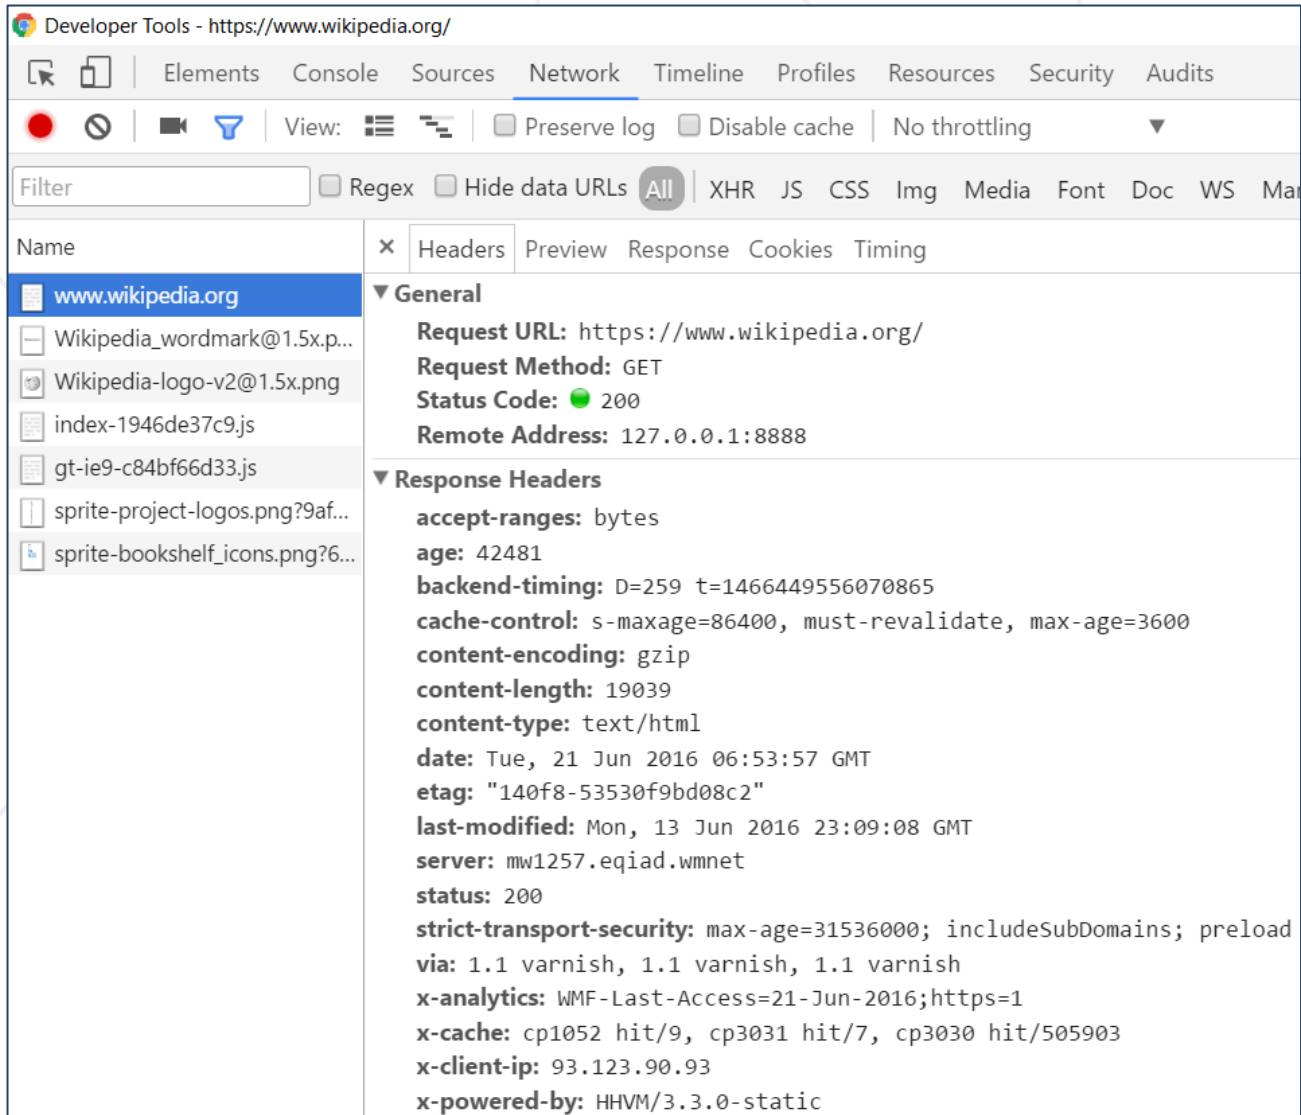 Developer Tools - https://www.wikipedia.org/
Elements Console Sources Network Timeline Profiles Resources Security Audits
View: Preserve log Disable cache No throttling
Filter Regex Hide data URLs All XHR JS CSS Img Media Font Doc WS
Name
www.wikipedia.org
Wikipedia_wordmark@1.5x.p...
Wikipedia-logo-v2@1.5x.png
index-1946de37c9.js
gt-ie9-c84bf66d33.js
sprite-project-logos.png?9af...
sprite-bookshelf_icons.png?6...
× Headers Preview Response Cookies Timing
General
Request URL: https://www.wikipedia.org/
Request Method: GET
Status Code: 200
Remote Address: 127.0.0.1:8888
Response Headers
accept-ranges: bytes
age: 42481
backend-timing: D=259 t=1466449556070865
cache-control: s-maxage=86400, must-revalidate, max-age=3600
content-encoding: gzip
content-length: 19039
content-type: text/html
date: Tue, 21 Jun 2016 06:53:57 GMT
etag: "140f8-53530f9bd08c2"
last-modified: Mon, 13 Jun 2016 23:09:08 GMT
server: mw1257.eqiad.wmnet
status: 200
strict-transport-security: max-age=31536000; includeSubDomains; preload
via: 1.1 varnish, 1.1 varnish, 1.1 varnish
x-analytics: WMF-Last-Access=21-Jun-2016;https=1
x-cache: cp1052 hit/9, cp3031 hit/7, cp3030 hit/505903
x-client-ip: 93.123.90.93
x-powered-by: HHVM/3.3.0-static